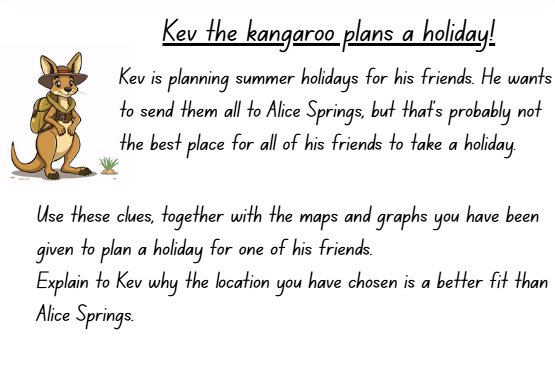 Kev the kangaroo plans a holiday!
Kev is planning summer holidays for his friends. He wants
to send them all to Alice Springs, but that's probably not
the best place for all of his friends to take a holiday.
Use these clues, together with the maps and graphs you have been
given to plan a holiday for one of his friends.
Explain to Kev why the location you have chosen is a better fit than
Alice Springs.